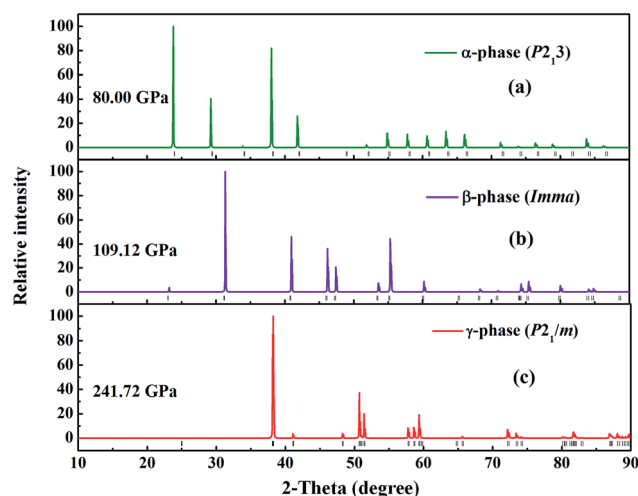 100
80
60
40
20
0
α-phase (P2₁3)
(a)
80.00 GPa
100
80
60
40
20
0
β-phase (Imma)
(b)
109.12 GPa
100
80
60
40
20
0
γ-phase (P2₁/m)
(c)
241.72 GPa
Relative intensity
10 20 30 40 50 60 70 80 90
2-Theta (degree)